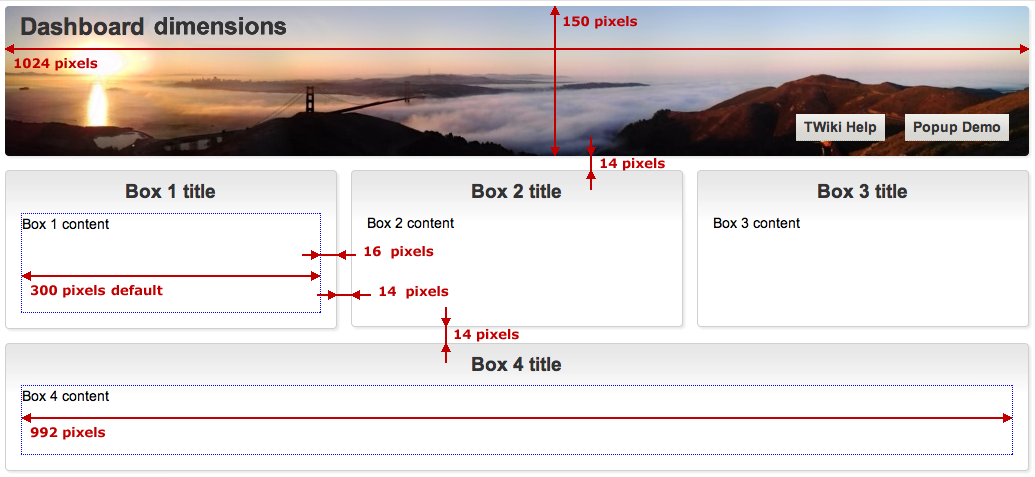 Dashboard dimensions
150 pixels
1024 pixels
TWiki Help
Popup Demo
14 pixels
Box 1 title
Box 2 title
Box 3 title
Box 1 content
Box 2 content
Box 3 content
16 pixels
300 pixels default
14 pixels
14 pixels
Box 4 title
Box 4 content
992 pixels